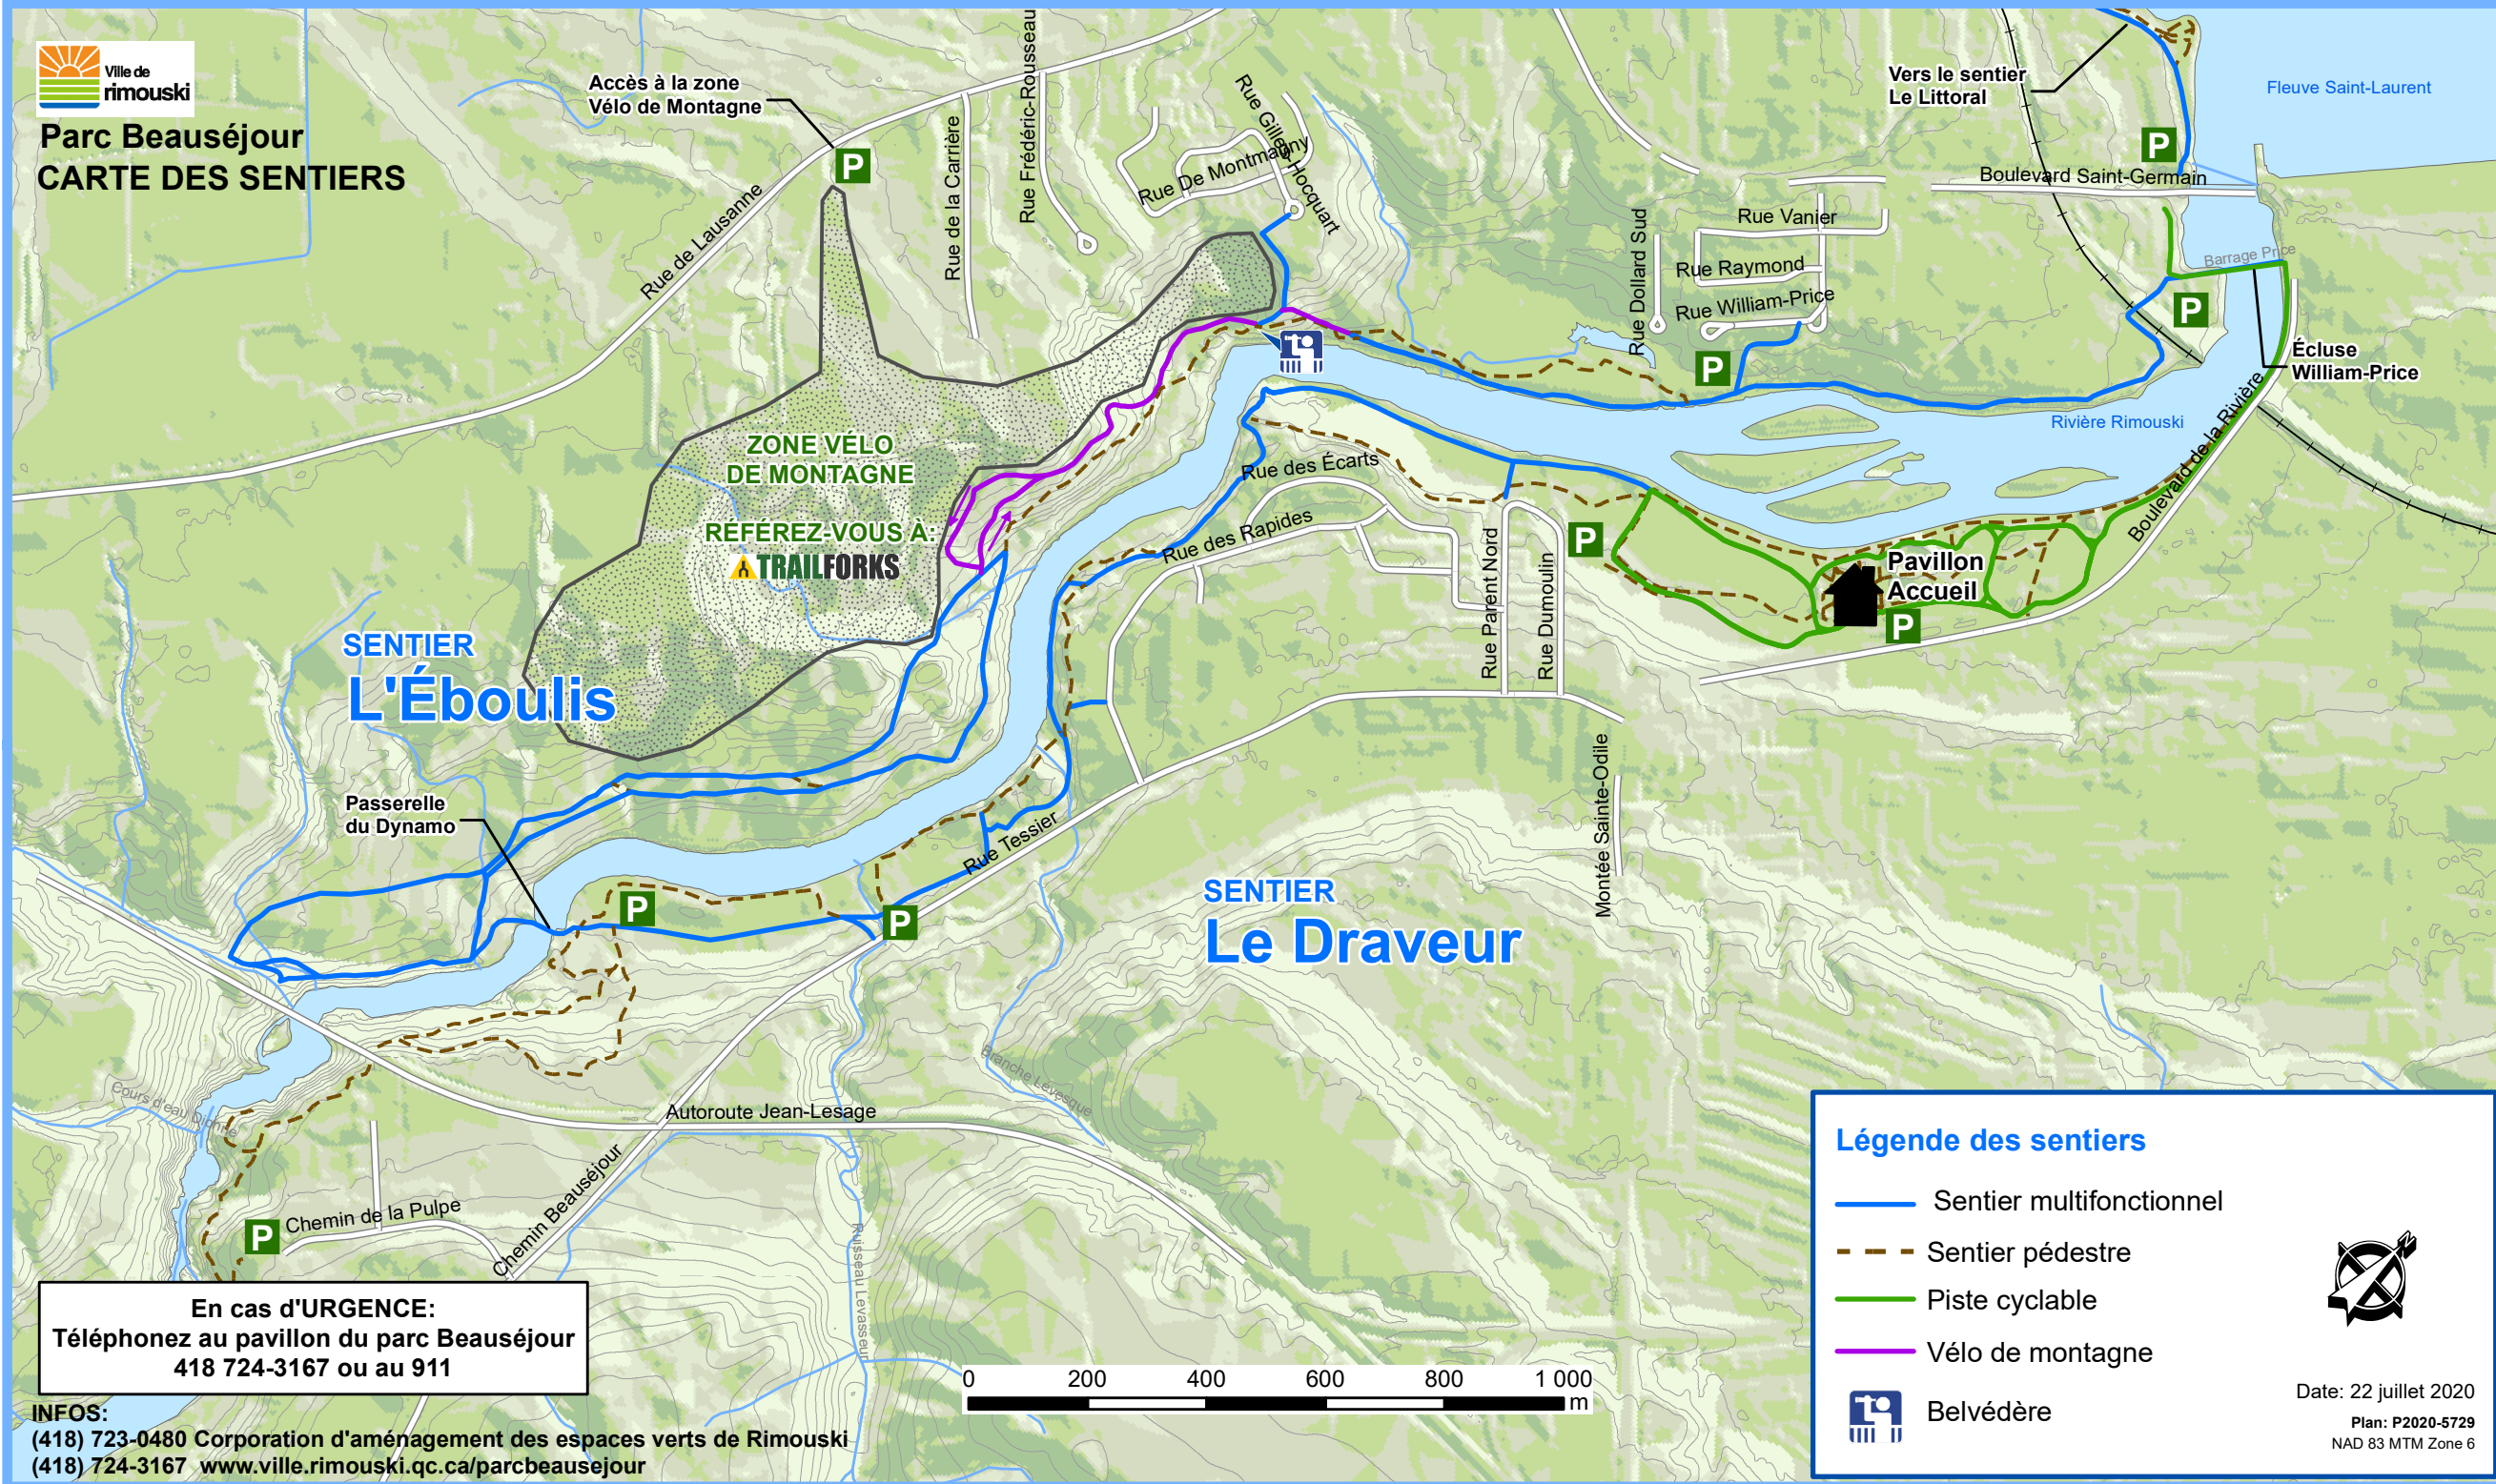 Ville de
rimouski
Parc Beauséjour
CARTE DES SENTIERS
Accès à la zone
Vélo de Montagne
P
Rue de Lausanne
Rue de la Carrière
Rue Frédéric-Rousseau
Rue De Montmagny
Rue Gilles-Hocquart
Vers le sentier
Le Littoral
Fleuve Saint-Laurent
P
Boulevard Saint-Germain
Rue Dollard Sud
Rue Vanier
Rue Raymond
Rue William-Price
Barrage Price
P
P
Écluse
William-Price
Rivière Rimouski
Boulevard de la Rivière
ZONE VÉLO
DE MONTAGNE
RÉFÉREZ-VOUS À:
TRAILFORKS
Rue des Écarts
Rue des Rapides
Rue Parent Nord
Rue Dumoulin
P
Pavillon
Accueil
P
SENTIER
L'Éboulis
Passerelle
du Dynamo
Rue Tessier
P
P
Montée Sainte-Odile
SENTIER
Le Draveur
Cours d'eau Dionne
Branche Levesque
Autoroute Jean-Lesage
Chemin Beauséjour
Chemin de la Pulpe
P
Ruisseau Levasseur
En cas d'URGENCE:
Téléphonez au pavillon du parc Beauséjour
418 724-3167 ou au 911
INFOS:
(418) 723-0480 Corporation d'aménagement des espaces verts de Rimouski
(418) 724-3167 www.ville.rimouski.qc.ca/parcbeausejour
0 200 400 600 800 1 000
m
Légende des sentiers
Sentier multifonctionnel
Sentier pédestre
Piste cyclable
Vélo de montagne
Belvédère
Date: 22 juillet 2020
Plan: P2020-5729
NAD 83 MTM Zone 6